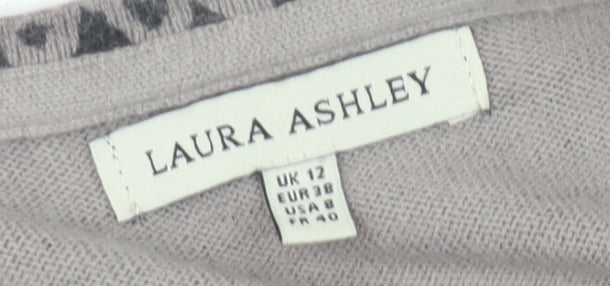 LAURA ASHLEY
UK 12
EUR 38
USA 8
FR 40